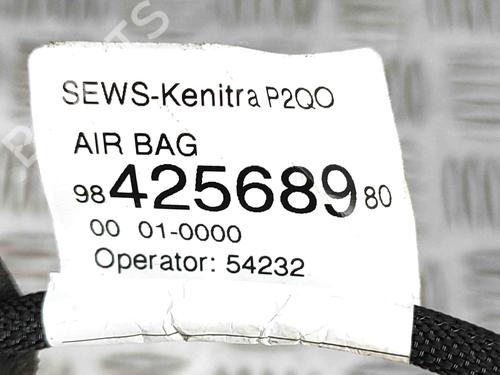 SEWS-Kenitra P2QO
AIR BAG
98 425689 80
00 01-0000
Operator: 54232